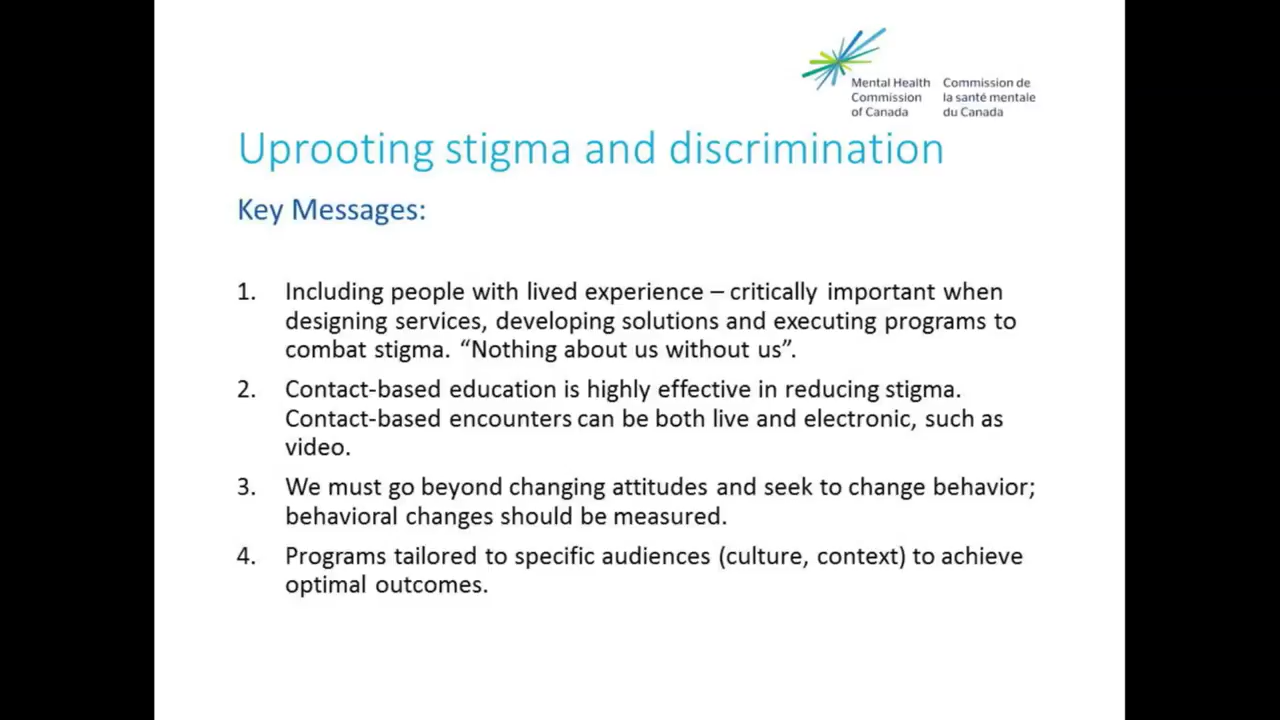 Mental Health Commission de
Commission la santé mentale
of Canada du Canada
Uprooting stigma and discrimination
Key Messages:
1. Including people with lived experience – critically important when
designing services, developing solutions and executing programs to
combat stigma. “Nothing about us without us”.
2. Contact-based education is highly effective in reducing stigma.
Contact-based encounters can be both live and electronic, such as
video.
3. We must go beyond changing attitudes and seek to change behavior;
behavioral changes should be measured.
4. Programs tailored to specific audiences (culture, context) to achieve
optimal outcomes.